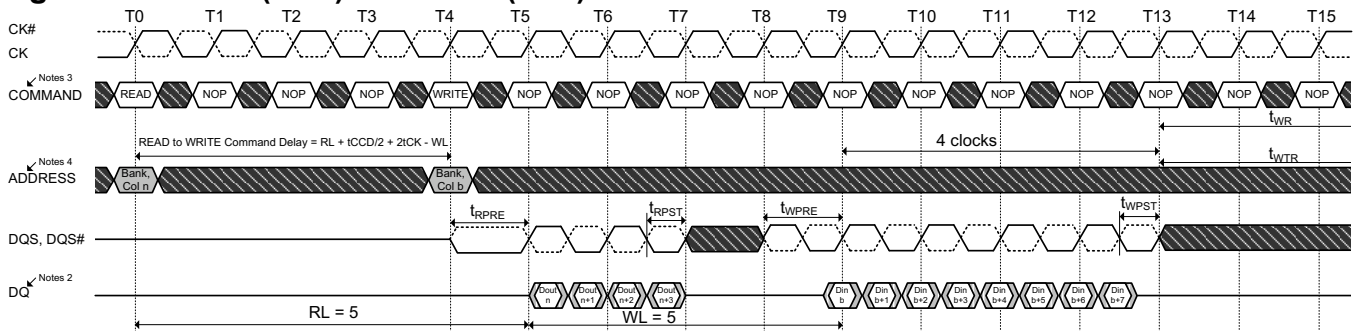 T0 T1 T2 T3 T4 T5 T6 T7 T8 T9 T10 T11 T12 T13 T14 T15
CK#
CK
Notes 3
COMMAND
READ NOP NOP NOP WRITE NOP NOP NOP NOP NOP NOP NOP NOP NOP NOP NOP
tWR
READ to WRITE Command Delay = RL + tCCD/2 + 2tCK - WL
4 clocks
tWTR
Notes 4
ADDRESS
Bank, Col n
Bank, Col b
tRPRE tRPST tWPRE tWPST
DQS, DQS#
Notes 2
DQ
Dout n Dout n+1 Dout n+2 Dout n+3 Din b Din b+1 Din b+2 Din b+3 Din b+4 Din b+5 Din b+6 Din b+7
RL = 5 WL = 5